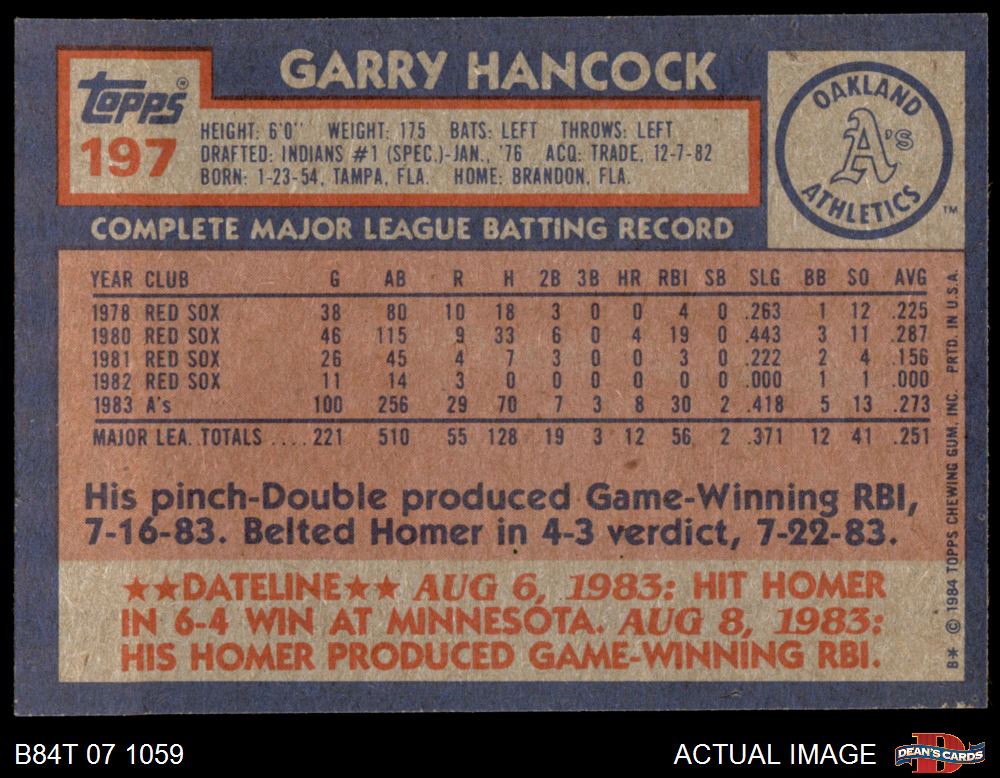 GARRY HANCOCK
Topps®
197
HEIGHT: 6'0" WEIGHT: 175 BATS: LEFT THROWS: LEFT
DRAFTED: INDIANS #1 (SPEC.)-JAN., '76 ACQ: TRADE, 12-7-82
BORN: 1-23-54, TAMPA, FLA. HOME: BRANDON, FLA.
OAKLAND
A's
ATHLETICS
TM
COMPLETE MAJOR LEAGUE BATTING RECORD
YEAR CLUB G AB R H 2B 3B HR RBI SB SLG BB SO AVG
1978 RED SOX 38 80 10 18 3 0 0 4 0 .263 1 12 .225
1980 RED SOX 46 115 9 33 6 0 4 19 0 .443 3 11 .287
1981 RED SOX 26 45 4 7 3 0 0 3 0 .222 2 4 .156
1982 RED SOX 11 14 3 0 0 0 0 0 0 .000 1 1 .000
1983 A's 100 256 29 70 7 3 8 30 2 .418 5 13 .273
MAJOR LEA. TOTALS .... 221 510 55 128 19 3 12 56 2 .371 12 41 .251
His pinch-Double produced Game-Winning RBI,
7-16-83. Belted Homer in 4-3 verdict, 7-22-83.
★★DATELINE★★ AUG 6, 1983: HIT HOMER
IN 6-4 WIN AT MINNESOTA. AUG 8, 1983:
HIS HOMER PRODUCED GAME-WINNING RBI.
B* © 1984 TOPPS CHEWING GUM, INC. PRTD. IN U.S.A.
B84T 07 1059
ACTUAL IMAGE
DEAN'S CARDS